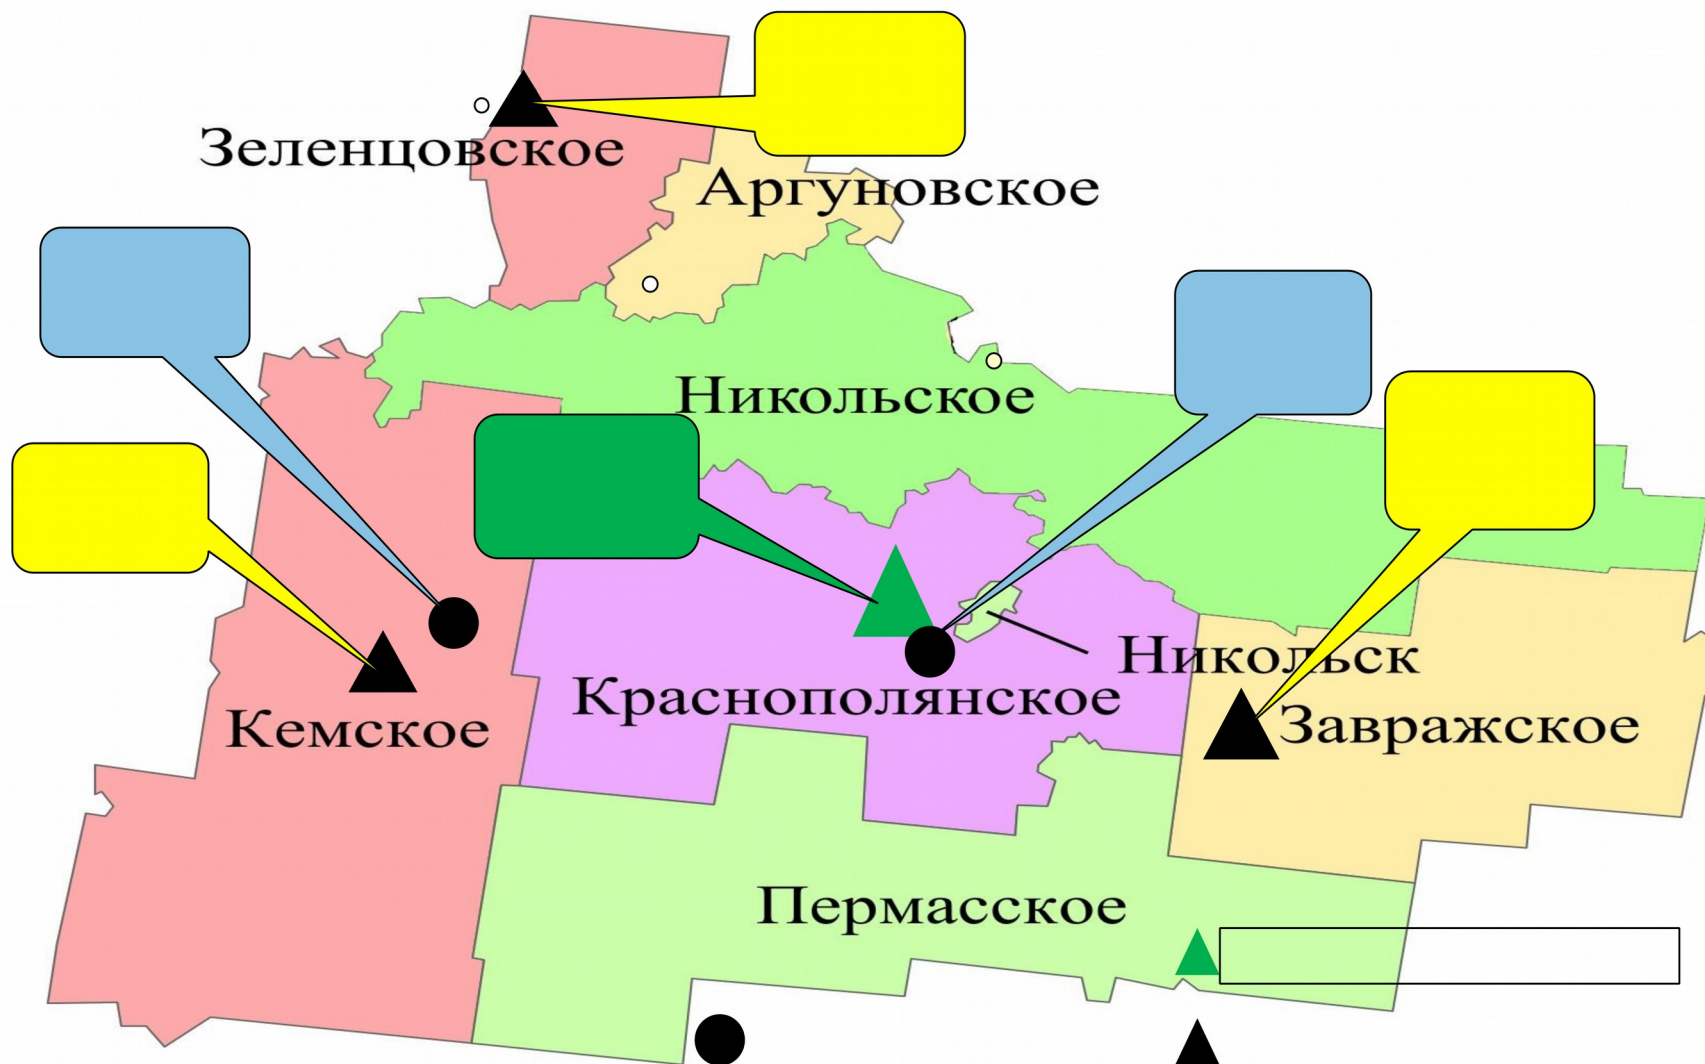 Зеленцовское
Аргуновское
Никольское
Никольск
Краснополянское
Завражское
Кемское
Пермасское